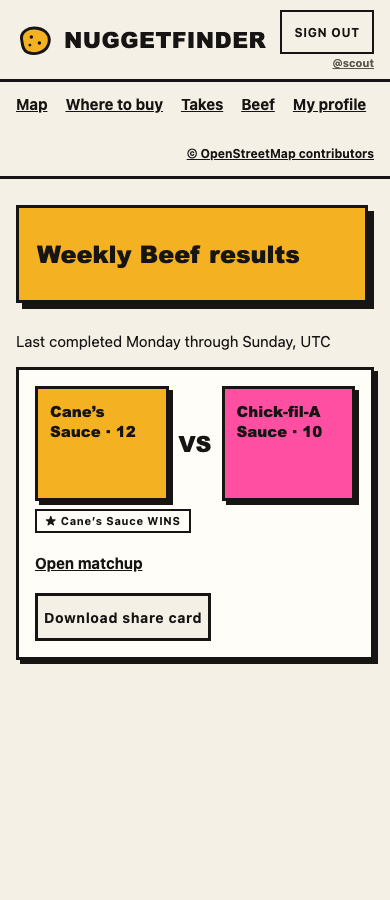 NUGGETFINDER
SIGN OUT
@scout
Map Where to buy Takes Beef My profile
© OpenStreetMap contributors
Weekly Beef results
Last completed Monday through Sunday, UTC
Cane’s
Sauce · 12
VS
Chick-fil-A
Sauce · 10
★ Cane’s Sauce WINS
Open matchup
Download share card